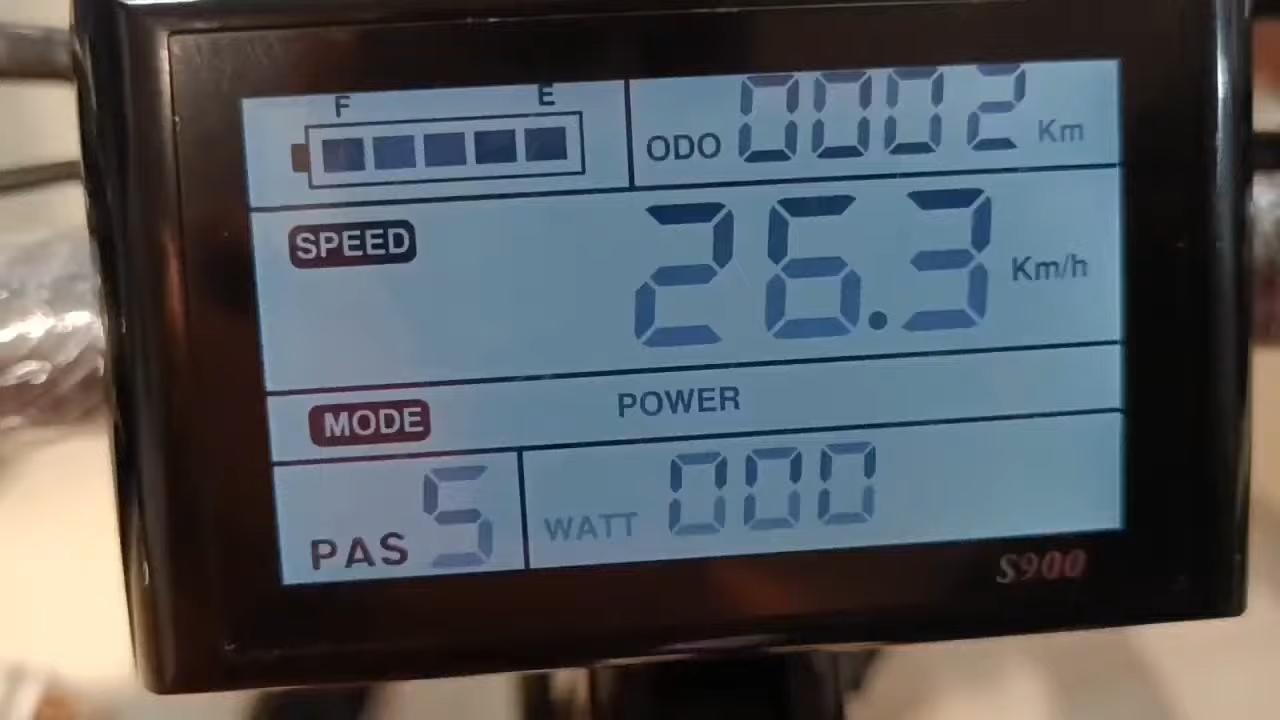 F E
ODO 0002 Km
SPEED 26.3 Km/h
MODE POWER
PAS 5 WATT 000
S900